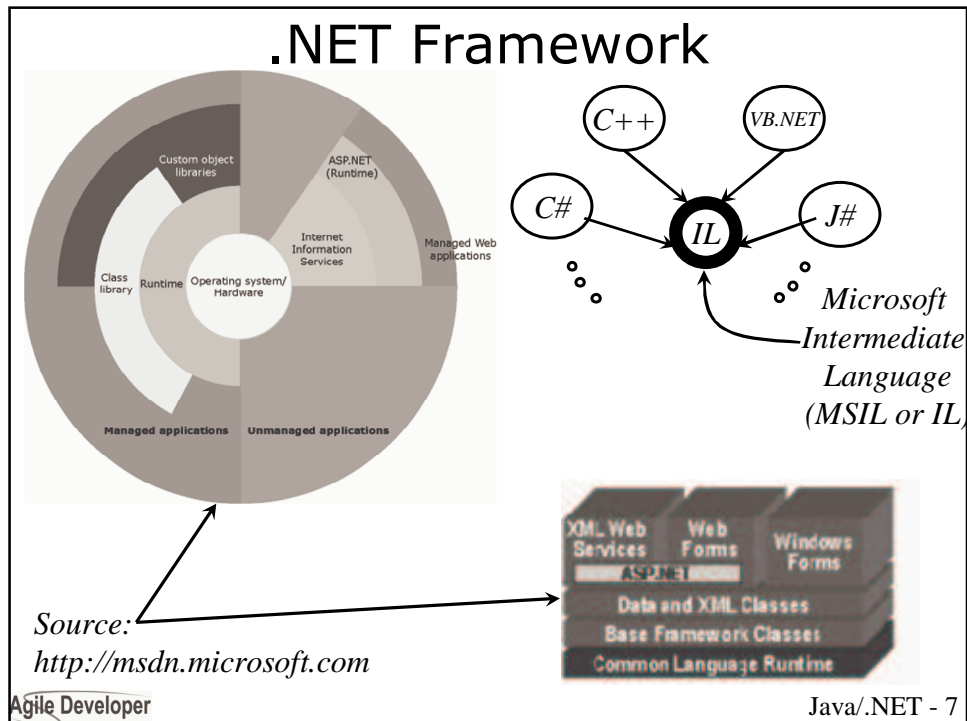 .NET Framework
Custom object
libraries
ASP.NET
(Runtime)
Internet
Information
Services
Managed Web
applications
Class
library
Runtime
Operating system/
Hardware
Managed applications
Unmanaged applications
C++
VB.NET
C#
IL
J#
Microsoft
Intermediate
Language
(MSIL or IL)
XML Web
Services
Web
Forms
Windows
Forms
ASP.NET
Data and XML Classes
Base Framework Classes
Common Language Runtime
Source:
http://msdn.microsoft.com
Agile Developer
Java/.NET - 7